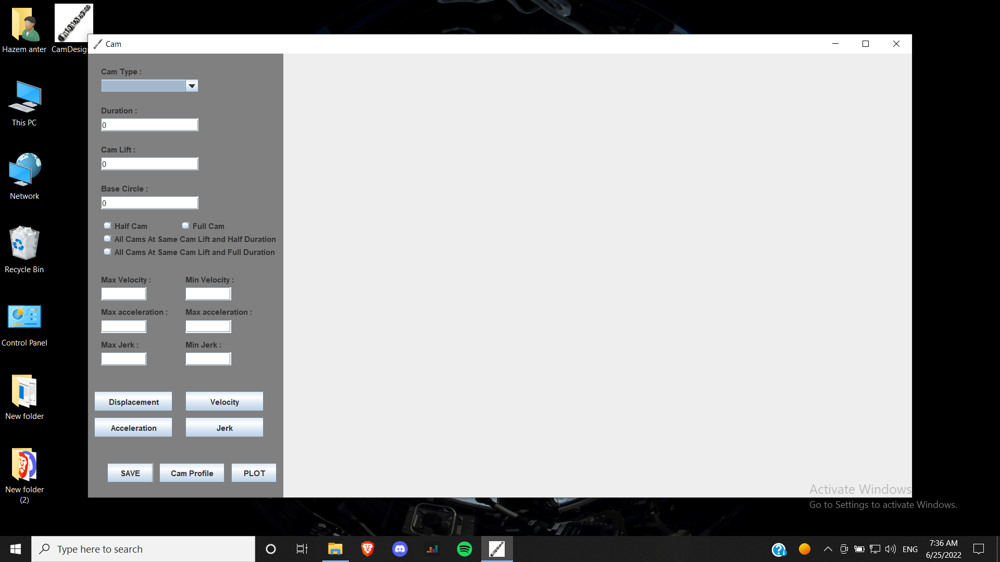 Hazem anter
CamDesig
This PC
Network
Recycle Bin
Control Panel
New folder
New folder
(2)
Cam
Cam Type :
Duration :
0
Cam Lift :
0
Base Circle :
0
Half Cam Full Cam
All Cams At Same Cam Lift and Half Duration
All Cams At Same Cam Lift and Full Duration
Max Velocity : Min Velocity :
Max acceleration : Max acceleration :
Max Jerk : Min Jerk :
Displacement Velocity
Acceleration Jerk
SAVE Cam Profile PLOT
Activate Windows
Go to Settings to activate Windows.
Type here to search
ENG
7:36 AM
6/25/2022